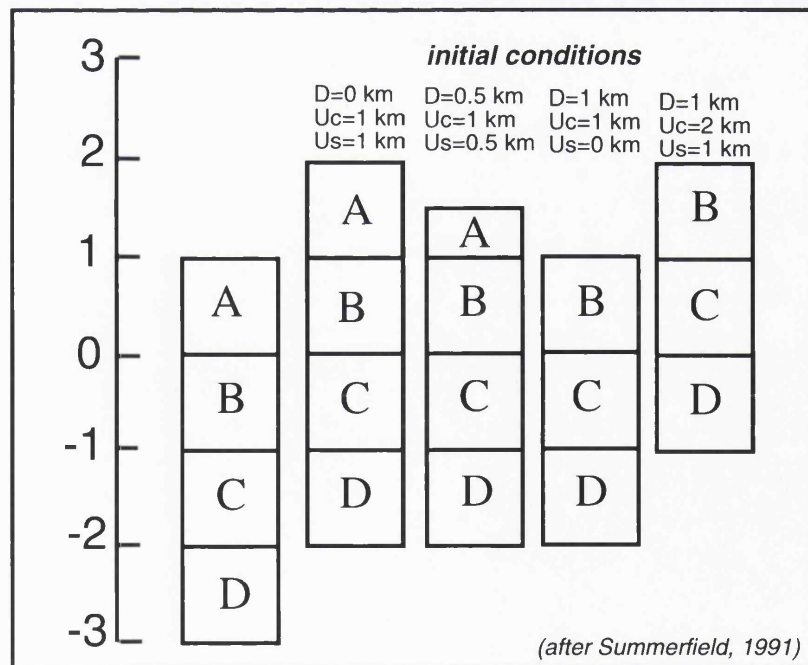 initial conditions
D=0 km
Uc=1 km
Us=1 km
D=0.5 km
Uc=1 km
Us=0.5 km
D=1 km
Uc=1 km
Us=0 km
D=1 km
Uc=2 km
Us=1 km
3
2
1
0
-1
-2
-3
A
B
C
D
A
B
C
D
A
B
C
D
B
C
D
B
C
D
(after Summerfield, 1991)